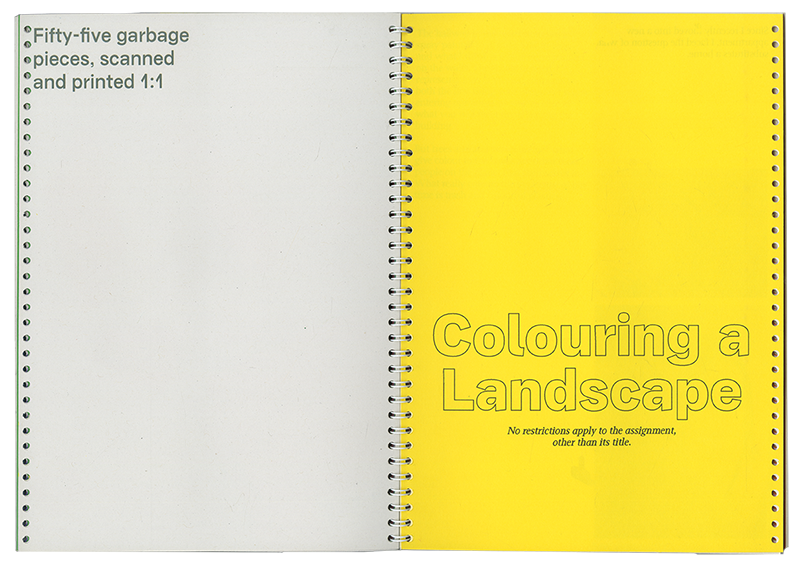 Fifty-five garbage
pieces, scanned
and printed 1:1
Colouring a
Landscape
No restrictions apply to the assignment,
other than its title.